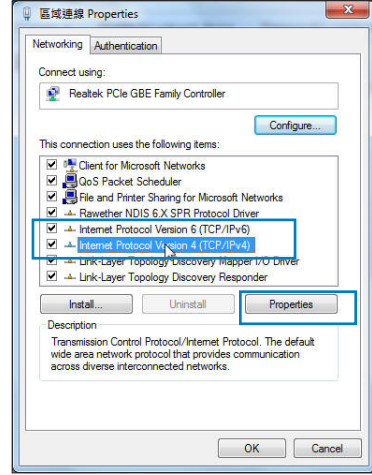 區域連線 Properties
Networking Authentication
Connect using:
Realtek PCIe GBE Family Controller
Configure...
This connection uses the following items:
Client for Microsoft Networks
QoS Packet Scheduler
File and Printer Sharing for Microsoft Networks
Rawether NDIS 6.X SPR Protocol Driver
Internet Protocol Version 6 (TCP/IPv6)
Internet Protocol Version 4 (TCP/IPv4)
Link-Layer Topology Discovery Mapper I/O Driver
Link-Layer Topology Discovery Responder
Install... Uninstall Properties
Description
Transmission Control Protocol/Internet Protocol. The default
wide area network protocol that provides communication
across diverse interconnected networks.
OK Cancel